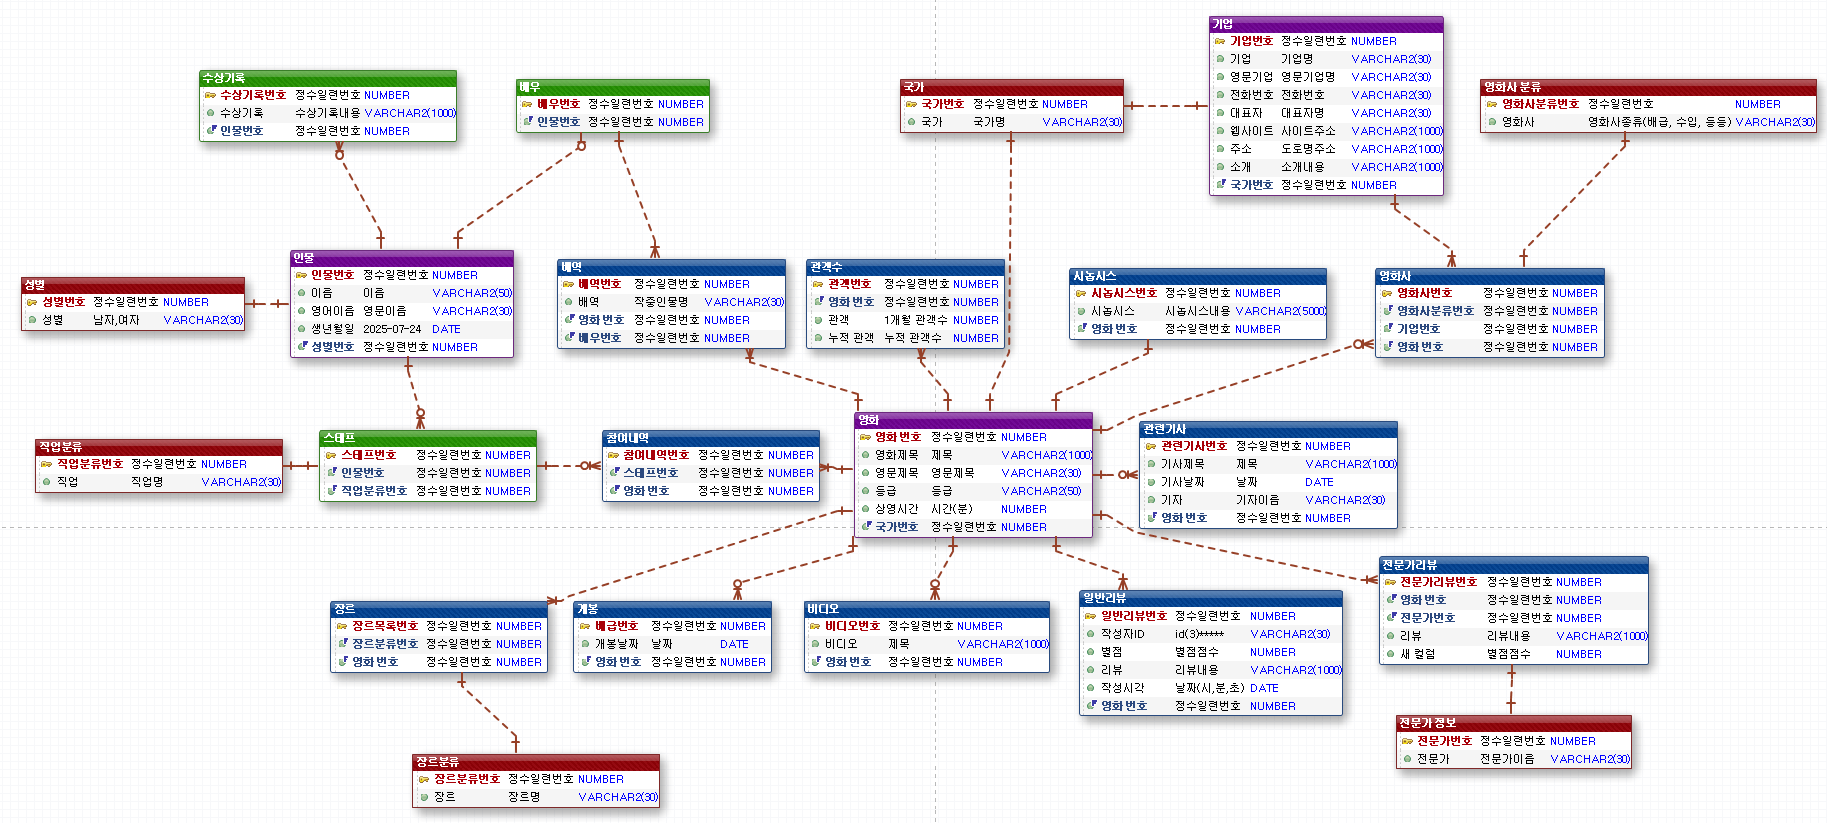 기업
기업번호 정수일련번호 NUMBER
기업 기업명 VARCHAR2(30)
영문기업 영문기업명 VARCHAR2(30)
전화번호 전화번호 VARCHAR2(30)
대표자 대표자명 VARCHAR2(30)
웹사이트 사이트주소 VARCHAR2(1000)
주소 도로명주소 VARCHAR2(1000)
소개 소개내용 VARCHAR2(1000)
국가번호 정수일련번호 NUMBER
수상기록
수상기록번호 정수일련번호 NUMBER
수상기록 수상기록내용 VARCHAR2(1000)
인물번호 정수일련번호 NUMBER
배우
배우번호 정수일련번호 NUMBER
인물번호 정수일련번호 NUMBER
국가
국가번호 정수일련번호 NUMBER
국가 국가명 VARCHAR2(30)
영화사 분류
영화사분류번호 정수일련번호 NUMBER
영화사 영화사종류(배급, 수입, 등등) VARCHAR2(30)
성별
성별번호 정수일련번호 NUMBER
성별 남자,여자 VARCHAR2(30)
인물
인물번호 정수일련번호 NUMBER
이름 이름 VARCHAR2(50)
영어이름 영문이름 VARCHAR2(30)
생년월일 2025-07-24 DATE
성별번호 정수일련번호 NUMBER
배역
배역번호 정수일련번호 NUMBER
배역 작중인물명 VARCHAR2(30)
영화 번호 정수일련번호 NUMBER
배우번호 정수일련번호 NUMBER
관객수
관객번호 정수일련번호 NUMBER
영화 번호 정수일련번호 NUMBER
관객 1개월 관객수 NUMBER
누적 관객 누적 관객수 NUMBER
시놉시스
시놉시스번호 정수일련번호 NUMBER
시놉시스 시놉시스내용 VARCHAR2(5000)
영화 번호 정수일련번호 NUMBER
영화사
영화사번호 정수일련번호 NUMBER
영화사분류번호 정수일련번호 NUMBER
기업번호 정수일련번호 NUMBER
영화 번호 정수일련번호 NUMBER
직업분류
직업분류번호 정수일련번호 NUMBER
직업 직업명 VARCHAR2(30)
스태프
스태프번호 정수일련번호 NUMBER
인물번호 정수일련번호 NUMBER
직업분류번호 정수일련번호 NUMBER
참여내역
참여내역번호 정수일련번호 NUMBER
스태프번호 정수일련번호 NUMBER
영화 번호 정수일련번호 NUMBER
영화
영화 번호 정수일련번호 NUMBER
영화제목 제목 VARCHAR2(1000)
영문제목 영문제목 VARCHAR2(30)
등급 등급 VARCHAR2(50)
상영시간 시간(분) NUMBER
국가번호 정수일련번호 NUMBER
관련기사
관련기사번호 정수일련번호 NUMBER
기사제목 제목 VARCHAR2(1000)
기사날짜 날짜 DATE
기자 기자이름 VARCHAR2(30)
영화 번호 정수일련번호 NUMBER
장르
장르목록번호 정수일련번호 NUMBER
장르분류번호 정수일련번호 NUMBER
영화 번호 정수일련번호 NUMBER
개봉
배급번호 정수일련번호 NUMBER
개봉날짜 날짜 DATE
영화 번호 정수일련번호 NUMBER
비디오
비디오번호 정수일련번호 NUMBER
비디오 제목 VARCHAR2(1000)
영화 번호 정수일련번호 NUMBER
일반리뷰
일반리뷰번호 정수일련번호 NUMBER
작성자ID id(3)***** VARCHAR2(30)
별점 별점점수 NUMBER
리뷰 리뷰내용 VARCHAR2(1000)
작성시각 날짜(시,분,초) DATE
영화 번호 정수일련번호 NUMBER
전문가리뷰
전문가리뷰번호 정수일련번호 NUMBER
영화 번호 정수일련번호 NUMBER
전문가번호 정수일련번호 NUMBER
리뷰 리뷰내용 VARCHAR2(1000)
새 컬럼 별점점수 NUMBER
장르분류
장르분류번호 정수일련번호 NUMBER
장르 장르명 VARCHAR2(30)
전문가 정보
전문가번호 정수일련번호 NUMBER
전문가 전문가이름 VARCHAR2(30)